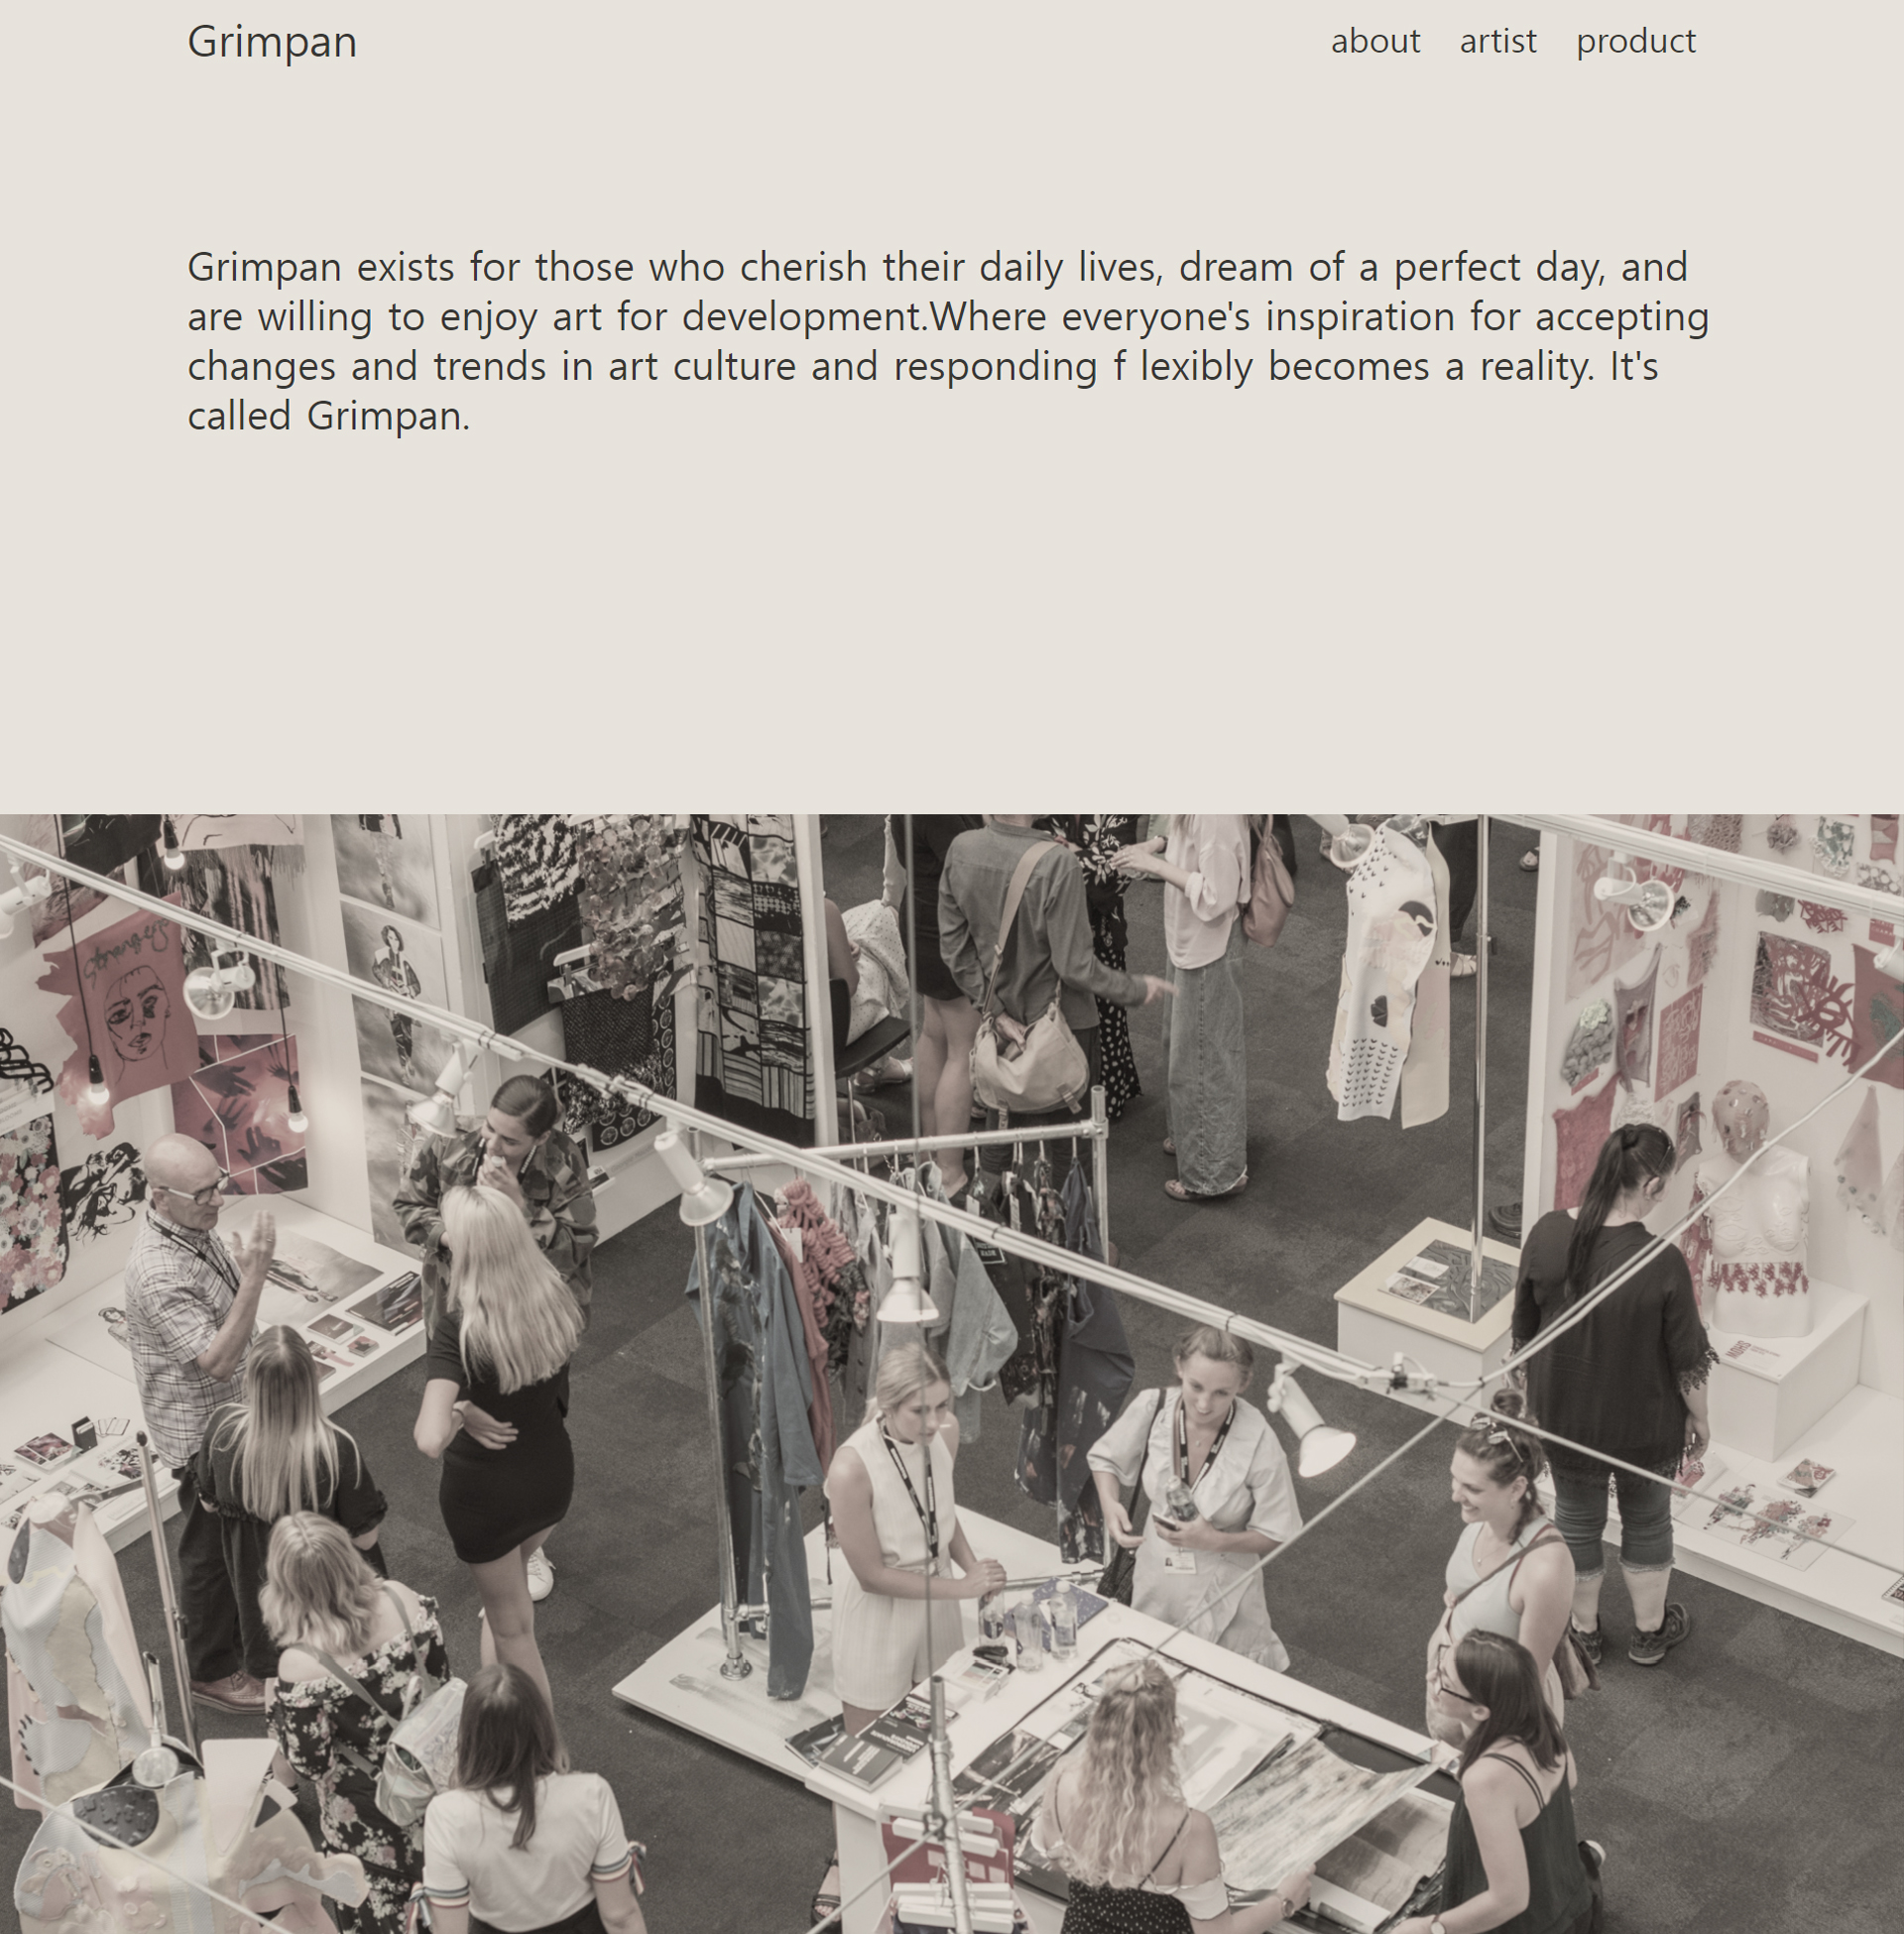 Grimpan
about artist product
Grimpan exists for those who cherish their daily lives, dream of a perfect day, and
are willing to enjoy art for development.Where everyone's inspiration for accepting
changes and trends in art culture and responding f lexibly becomes a reality. It's
called Grimpan.